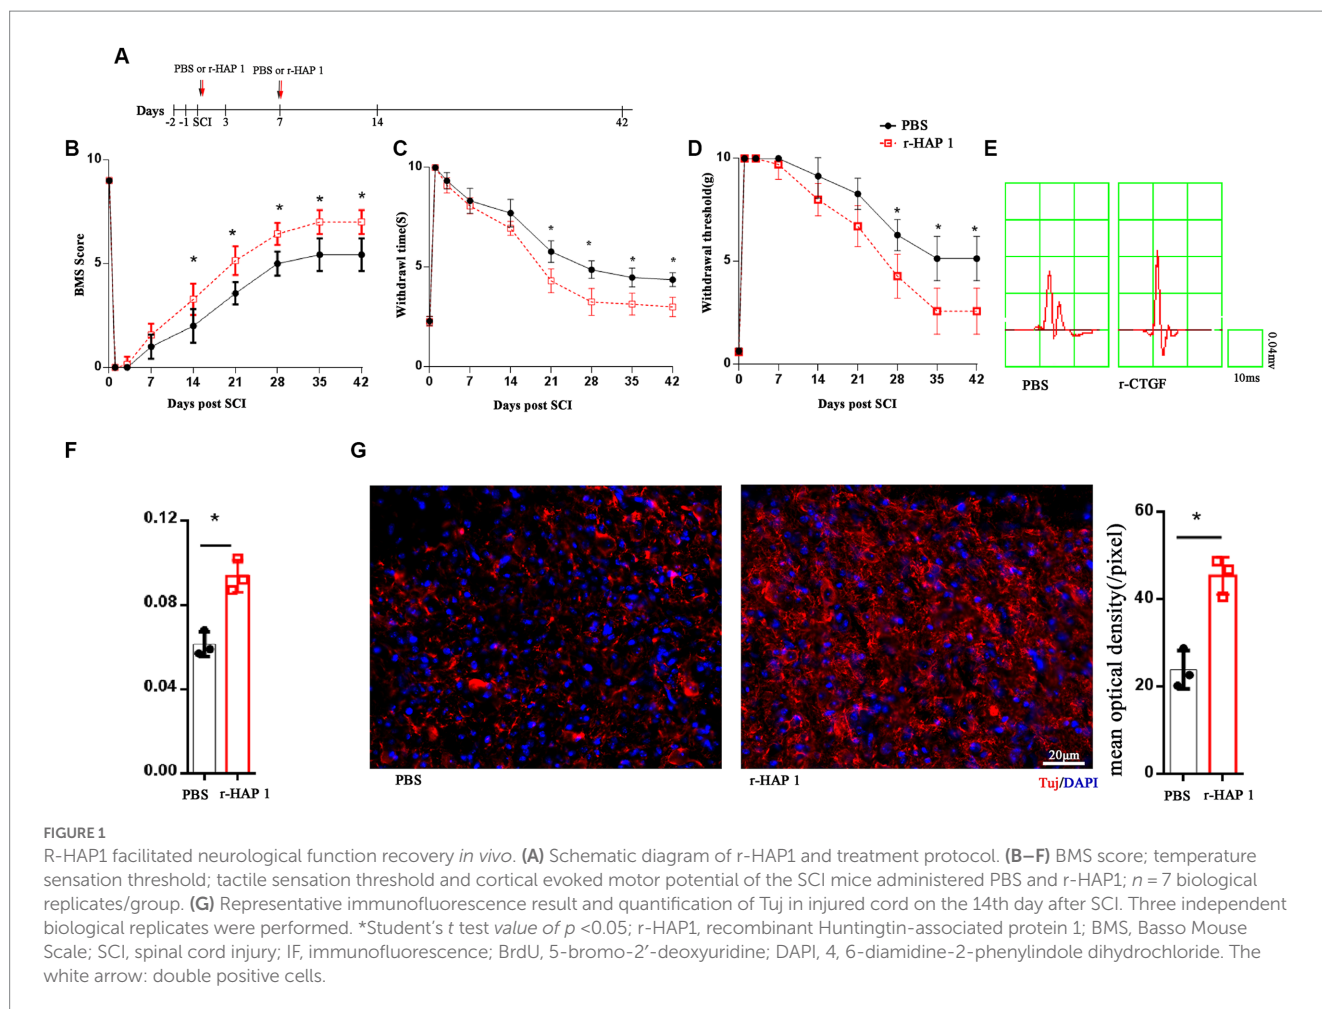 A
PBS or r-HAP 1 PBS or r-HAP 1
Days
-2 -1 SCI 3 7 14 42
PBS
r-HAP 1
B
BMS Score
10
5
0
0 7 14 21 28 35 42
* * * * *
Days post SCI
C
Withdrawl time(S)
10
5
0
0 7 14 21 28 35 42
* * * *
Days post SCI
D
Withdrawal threshold(g)
10
5
0
0 7 14 21 28 35 42
* * *
Days post SCI
E
PBS r-CTGF
0.04mv
10ms
F
0.12
0.08
0.04
0.00
*
PBS r-HAP 1
G
PBS r-HAP 1
20μm
Tuj/DAPI
mean optical density(/pixel)
60
40
20
0
*
PBS r-HAP 1
FIGURE 1
R-HAP1 facilitated neurological function recovery in vivo. (A) Schematic diagram of r-HAP1 and treatment protocol. (B–F) BMS score; temperature
sensation threshold; tactile sensation threshold and cortical evoked motor potential of the SCI mice administered PBS and r-HAP1; n = 7 biological
replicates/group. (G) Representative immunofluorescence result and quantification of Tuj in injured cord on the 14th day after SCI. Three independent
biological replicates were performed. *Student's t test value of p <0.05; r-HAP1, recombinant Huntingtin-associated protein 1; BMS, Basso Mouse
Scale; SCI, spinal cord injury; IF, immunofluorescence; BrdU, 5-bromo-2′-deoxyuridine; DAPI, 4, 6-diamidine-2-phenylindole dihydrochloride. The
white arrow: double positive cells.